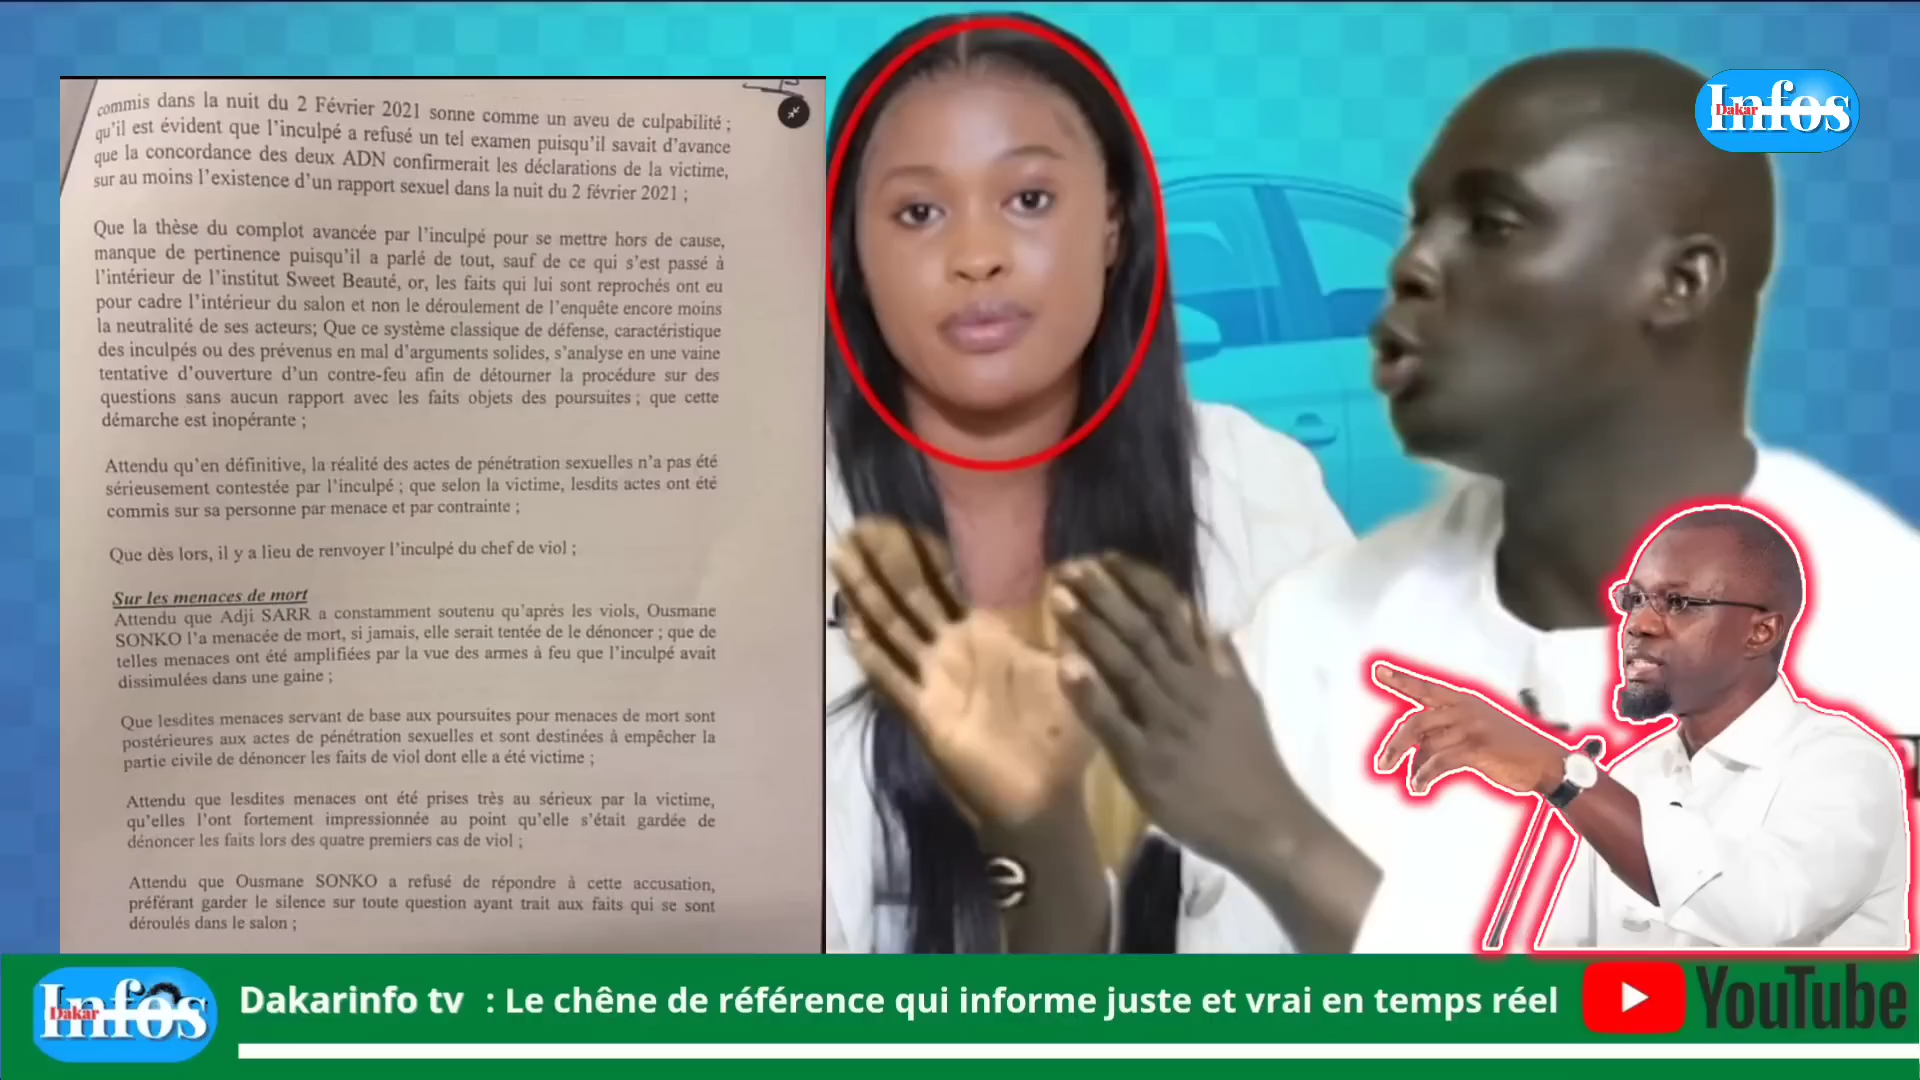 commis dans la nuit du 2 Février 2021 sonne comme un aveu de culpabilité ;
qu'il est évident que l'inculpé a refusé un tel examen puisqu'il savait d'avance
que la concordance des deux ADN confirmerait les déclarations de la victime,
sur au moins l'existence d'un rapport sexuel dans la nuit du 2 février 2021 ;
Que la thèse du complot avancée par l'inculpé pour se mettre hors de cause,
manque de pertinence puisqu'il a parlé de tout, sauf de ce qui s'est passé à
l'intérieur de l'institut Sweet Beauté, or, les faits qui lui sont reprochés ont eu
pour cadre l'intérieur du salon et non le déroulement de l'enquête encore moins
la neutralité de ses acteurs; Que ce système classique de défense, caractéristique
des inculpés ou des prévenus en mal d'arguments solides, s'analyse en une vaine
tentative d'ouverture d'un contre-feu afin de détourner la procédure sur des
questions sans aucun rapport avec les faits objets des poursuites ; que cette
démarche est inopérante ;
Attendu qu'en définitive, la réalité des actes de pénétration sexuelles n'a pas été
sérieusement contestée par l'inculpé ; que selon la victime, lesdits actes ont été
commis sur sa personne par menace et par contrainte ;
Que dès lors, il y a lieu de renvoyer l'inculpé du chef de viol ;
Sur les menaces de mort
Attendu que Adji SARR a constamment soutenu qu'après les viols, Ousmane
SONKO l'a menacée de mort, si jamais, elle serait tentée de le dénoncer ; que de
telles menaces ont été amplifiées par la vue des armes à feu que l'inculpé avait
dissimulées dans une gaine ;
Que lesdites menaces servant de base aux poursuites pour menaces de mort sont
postérieures aux actes de pénétration sexuelles et sont destinées à empêcher la
partie civile de dénoncer les faits de viol dont elle a été victime ;
Attendu que lesdites menaces ont été prises très au sérieux par la victime,
qu'elles l'ont fortement impressionnée au point qu'elle s'était gardée de
dénoncer les faits lors des quatre premiers cas de viol ;
Attendu que Ousmane SONKO a refusé de répondre à cette accusation,
préférant garder le silence sur toute question ayant trait aux faits qui se sont
déroulés dans le salon ;
Dakar Infos
e
Dakar Infos
Dakarinfo tv : Le chêne de référence qui informe juste et vrai en temps réel
YouTube